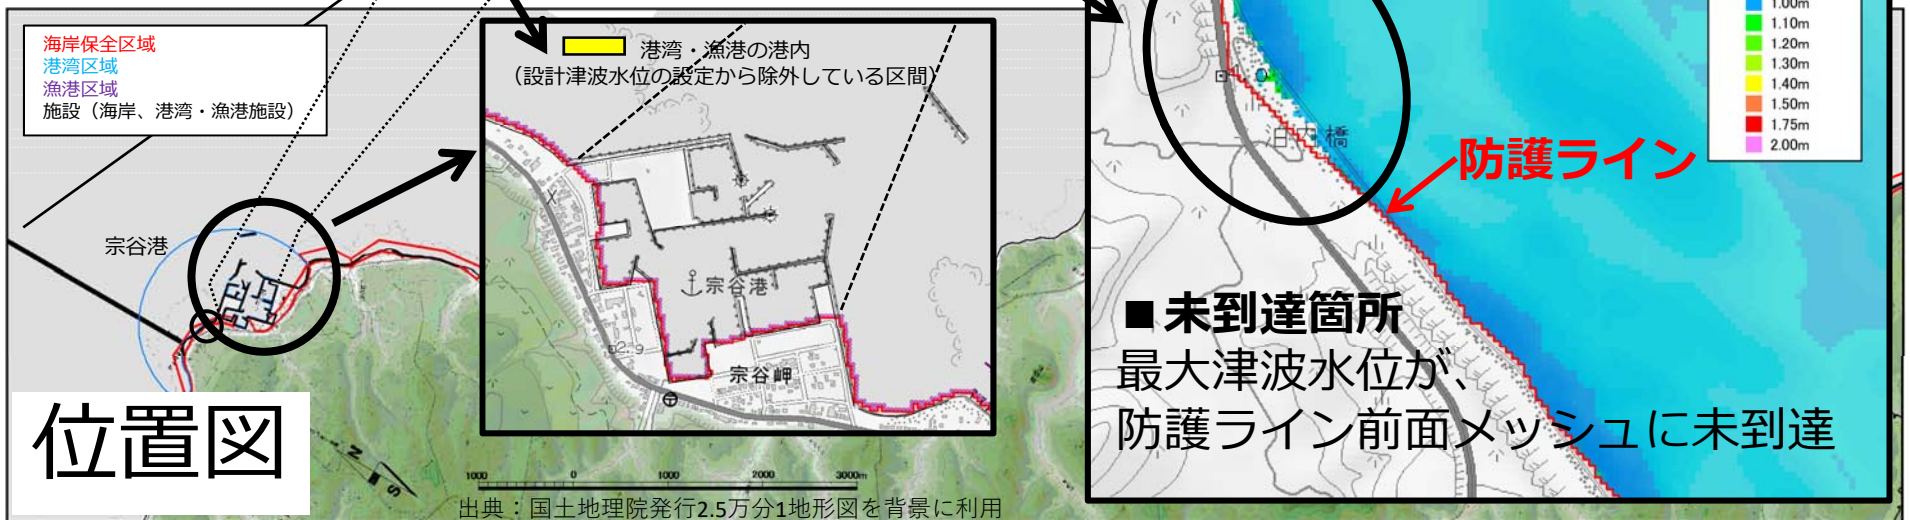 海岸保全区域
港湾区域
漁港区域
施設（海岸、港湾・漁港施設）
宗谷港
位置図
N
S
港湾・漁港の港内
（設計津波水位の設定から除外している区間）
宗谷港
2.9
宗谷岬
1000 0 1000 2000 3000m
出典：国土地理院発行2.5万分1地形図を背景に利用
1.00m
1.10m
1.20m
1.30m
1.40m
1.50m
1.75m
2.00m
泊内橋
防護ライン
■未到達箇所
最大津波水位が、
防護ライン前面メッシュに未到達